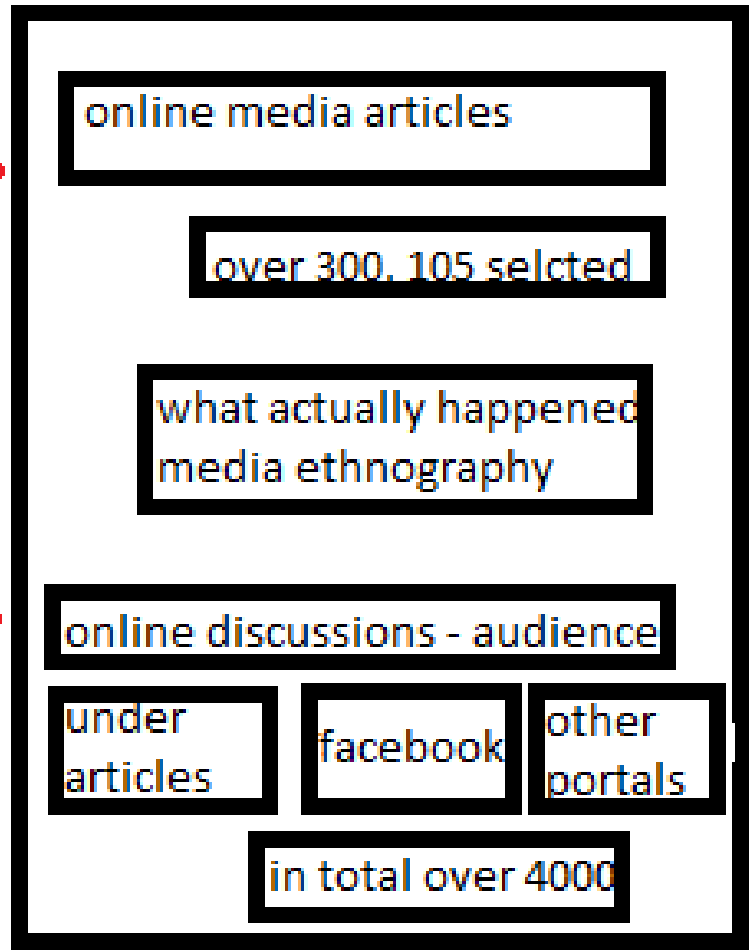 online media articles
over 300. 105 selcted
what actually happened
media ethnography
online discussions - audience
under
articles
facebook
other
portals
in total over 4000